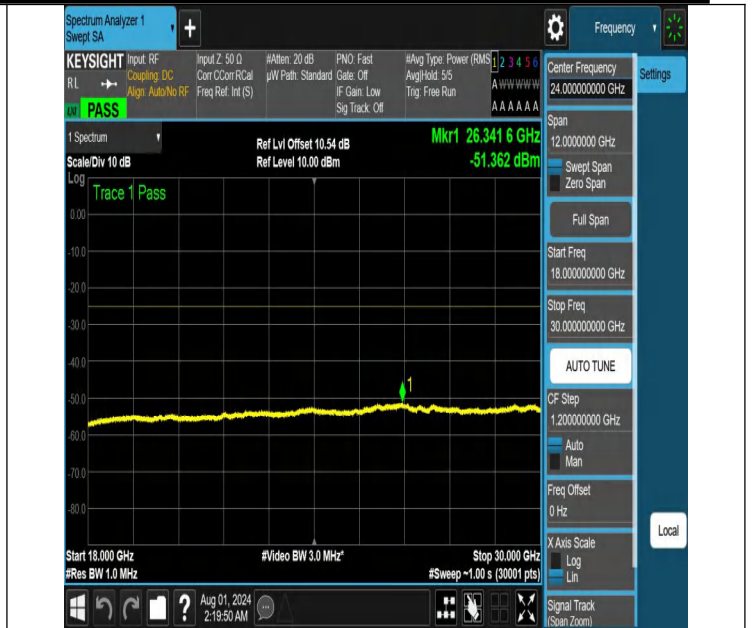 Spectrum Analyzer 1
Swept SA
+
Frequency
KEYSIGHT
RL
PASS
Input: RF
Coupling: DC
Align: Auto/No RF
Input Z: 50 Ω
Corr CCorr RCal
Freq Ref: Int (S)
#Atten: 20 dB
µW Path: Standard
PNO: Fast
Gate: Off
IF Gain: Low
Sig Track: Off
#Avg Type: Power (RMS
Avg|Hold: 5/5
Trig: Free Run
1 2 3 4 5 6
A W W W W W
A A A A A A
Center Frequency
24.000000000 GHz
Settings
1 Spectrum
Scale/Div 10 dB
Ref Lvl Offset 10.54 dB
Ref Level 10.00 dBm
Mkr1 26.341 6 GHz
-51.362 dBm
Span
12.0000000 GHz
Swept Span
Zero Span
Full Span
Start Freq
18.000000000 GHz
Stop Freq
30.000000000 GHz
AUTO TUNE
CF Step
1.200000000 GHz
Auto
Man
Freq Offset
0 Hz
X Axis Scale
Log
Lin
Signal Track
(Span Zoom)
Local
Log
Trace 1 Pass
0.00
-10.0
-20.0
-30.0
-40.0
-50.0
-60.0
-70.0
-80.0
1
Start 18.000 GHz
#Res BW 1.0 MHz
#Video BW 3.0 MHz*
Stop 30.000 GHz
#Sweep ~1.00 s (30001 pts)
?
Aug 01, 2024
2:19:50 AM